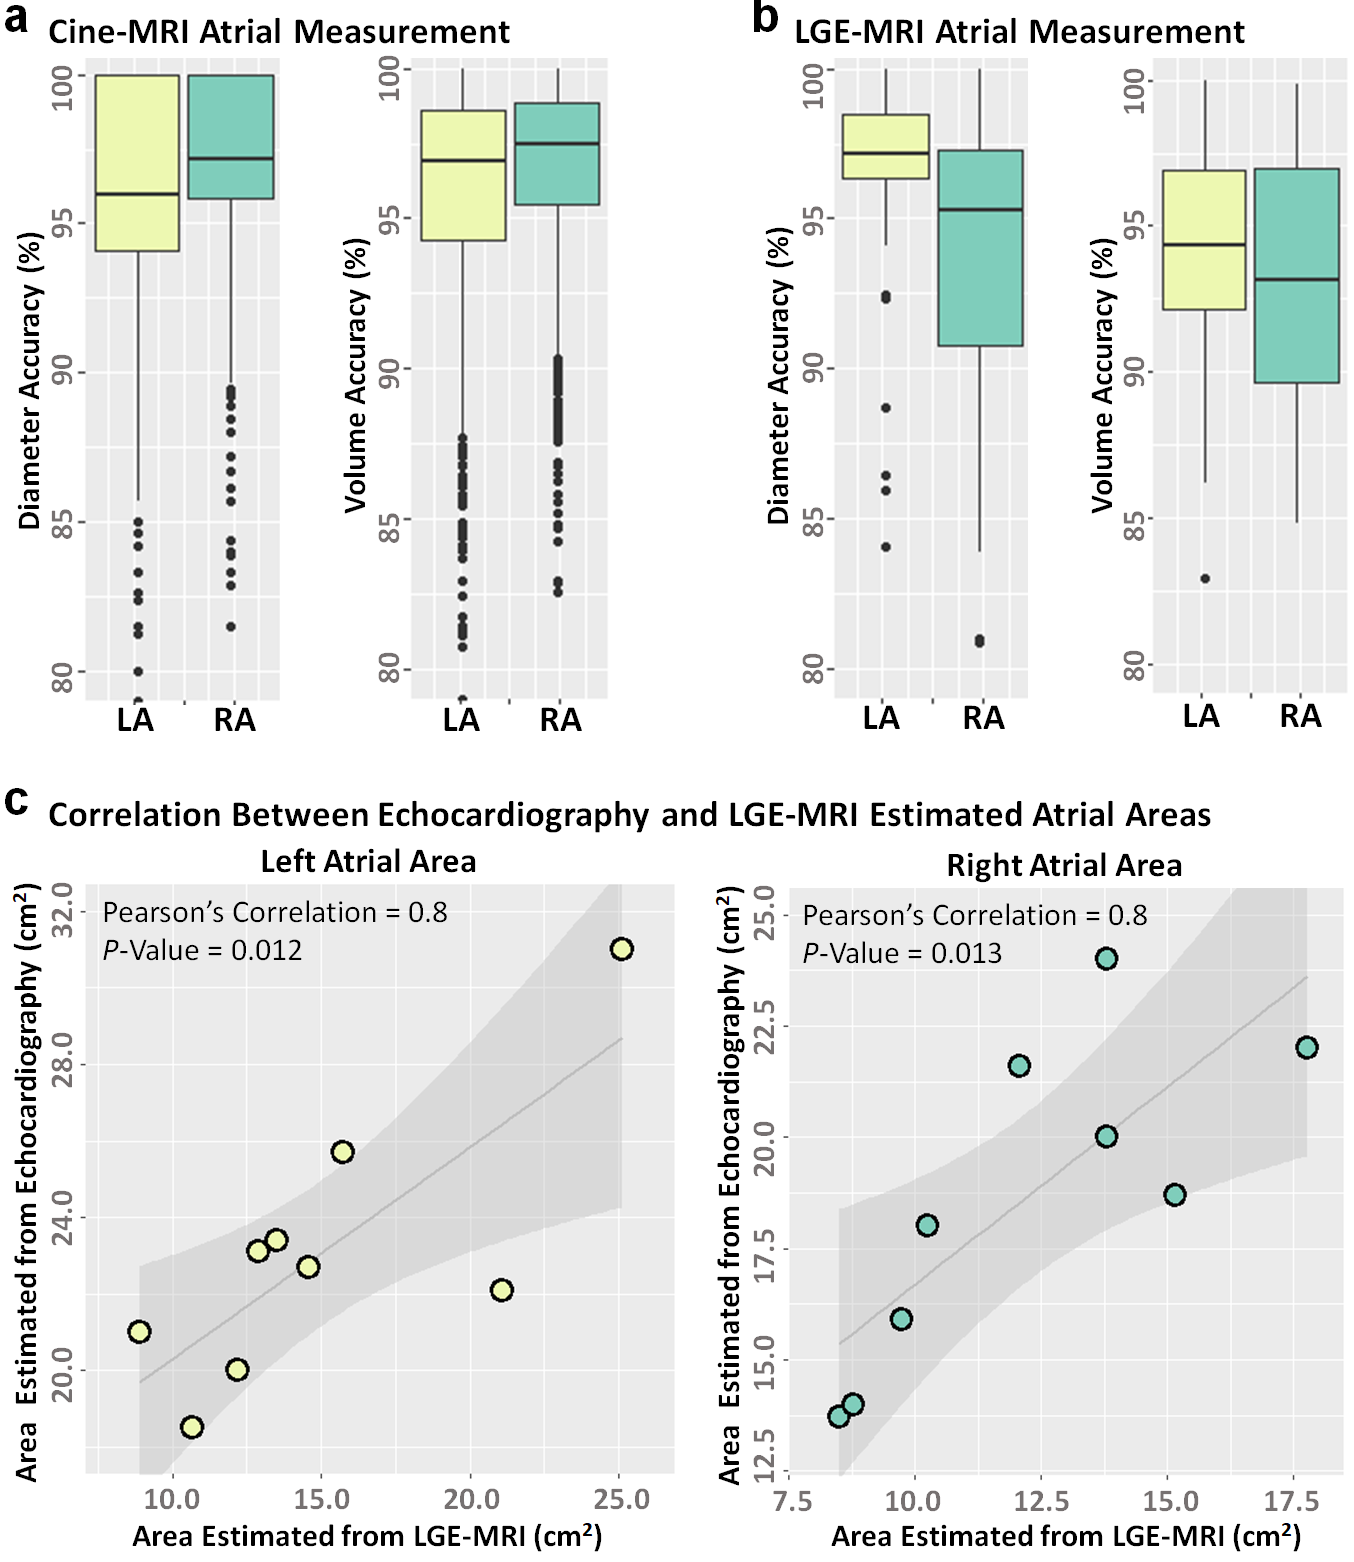 a Cine-MRI Atrial Measurement
Diameter Accuracy (%)
100
95
90
85
80
LA RA
Volume Accuracy (%)
100
95
90
85
80
LA RA
b LGE-MRI Atrial Measurement
Diameter Accuracy (%)
100
95
90
85
80
LA RA
Volume Accuracy (%)
100
95
90
85
80
LA RA
c Correlation Between Echocardiography and LGE-MRI Estimated Atrial Areas
Left Atrial Area
Pearson’s Correlation = 0.8
P-Value = 0.012
Area Estimated from Echocardiography (cm²)
32.0
28.0
24.0
20.0
10.0 15.0 20.0 25.0
Area Estimated from LGE-MRI (cm²)
Right Atrial Area
Pearson’s Correlation = 0.8
P-Value = 0.013
Area Estimated from Echocardiography (cm²)
25.0
22.5
20.0
17.5
15.0
12.5
7.5 10.0 12.5 15.0 17.5
Area Estimated from LGE-MRI (cm²)